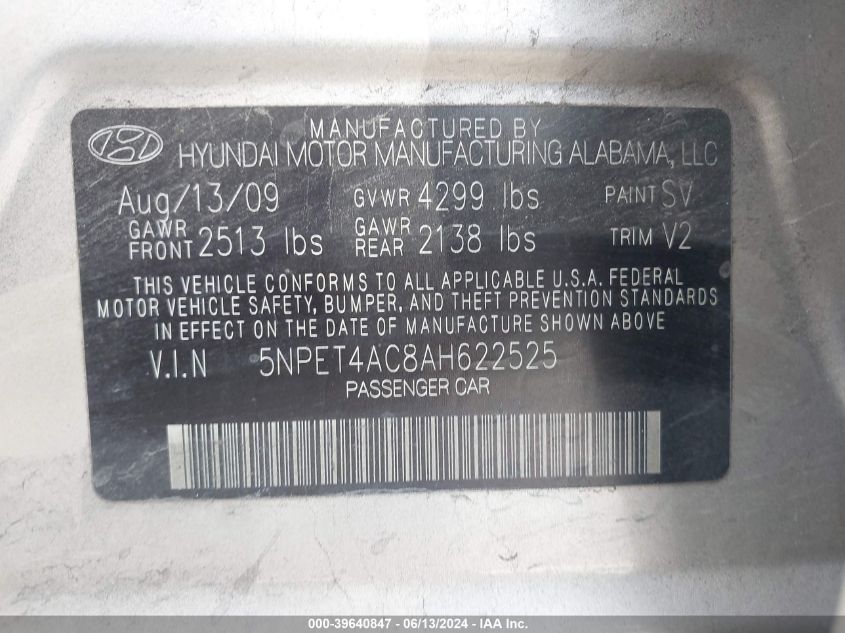 MANUFACTURED BY
HYUNDAI MOTOR MANUFACTURING ALABAMA, LLC
Aug/13/09 GVWR 4299 lbs PAINT SV
GAWR FRONT 2513 lbs GAWR REAR 2138 lbs TRIM V2
THIS VEHICLE CONFORMS TO ALL APPLICABLE U.S.A. FEDERAL
MOTOR VEHICLE SAFETY, BUMPER, AND THEFT PREVENTION STANDARDS
IN EFFECT ON THE DATE OF MANUFACTURE SHOWN ABOVE.
V.I.N 5NPET4AC8AH622525
PASSENGER CAR
000-39640847 - 06/13/2024 - IAA, Inc.